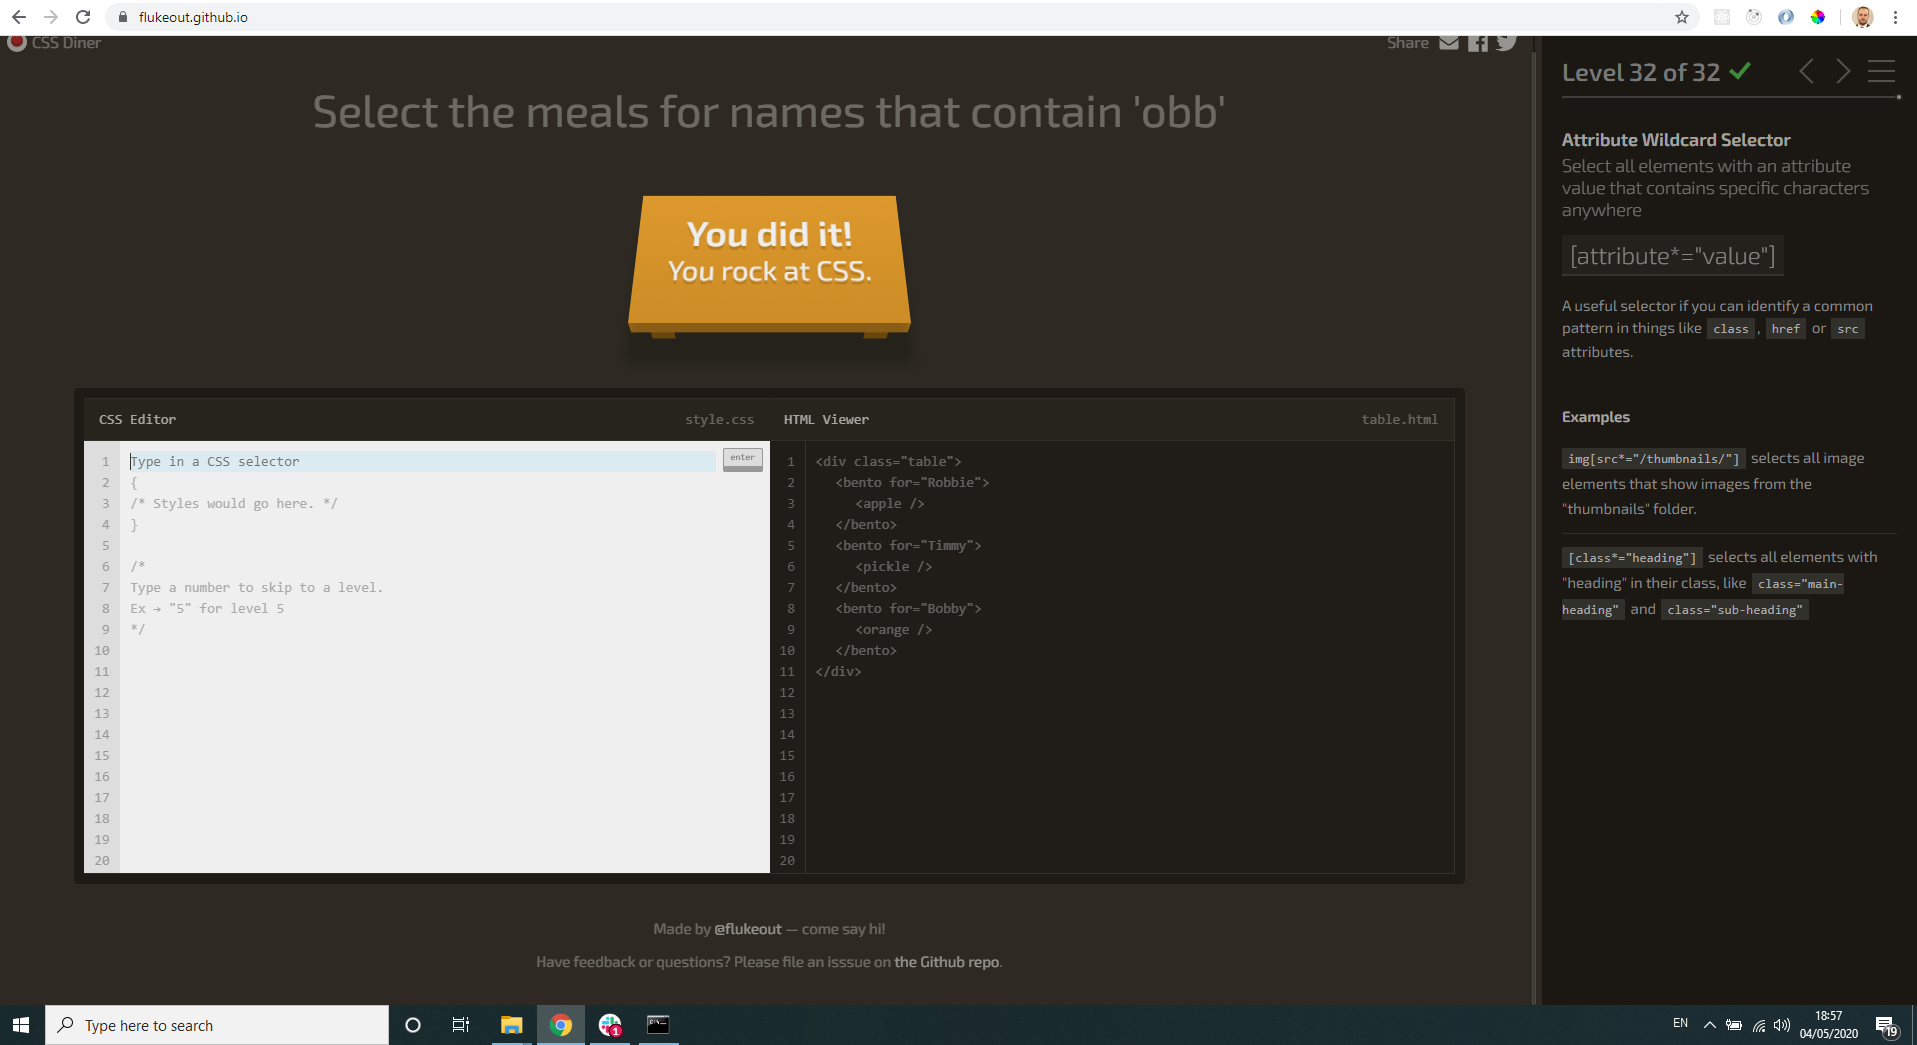 flukeout.github.io
CSS Diner
Share
Select the meals for names that contain 'obb'
You did it!
You rock at CSS.
CSS Editor
style.css
HTML Viewer
table.html
1 Type in a CSS selector
enter
2 {
3 /* Styles would go here. */
4 }
5
6 /*
7 Type a number to skip to a level.
8 Ex → "5" for level 5
9 */
10
11
12
13
14
15
16
17
18
19
20
1 <div class="table">
2 <bento for="Robbie">
3 <apple />
4 </bento>
5 <bento for="Timmy">
6 <pickle />
7 </bento>
8 <bento for="Bobby">
9 <orange />
10 </bento>
11 </div>
12
13
14
15
16
17
18
19
20
Made by @flukeout — come say hi!
Have feedback or questions? Please file an isssue on the Github repo.
Level 32 of 32
Attribute Wildcard Selector
Select all elements with an attribute
value that contains specific characters
anywhere
[attribute*="value"]
A useful selector if you can identify a common
pattern in things like class , href or src
attributes.
Examples
img[src*="/thumbnails/"] selects all image
elements that show images from the
"thumbnails" folder.
[class*="heading"] selects all elements with
"heading" in their class, like class="main-
heading" and class="sub-heading"
Type here to search
1
EN
18:57
04/05/2020
19